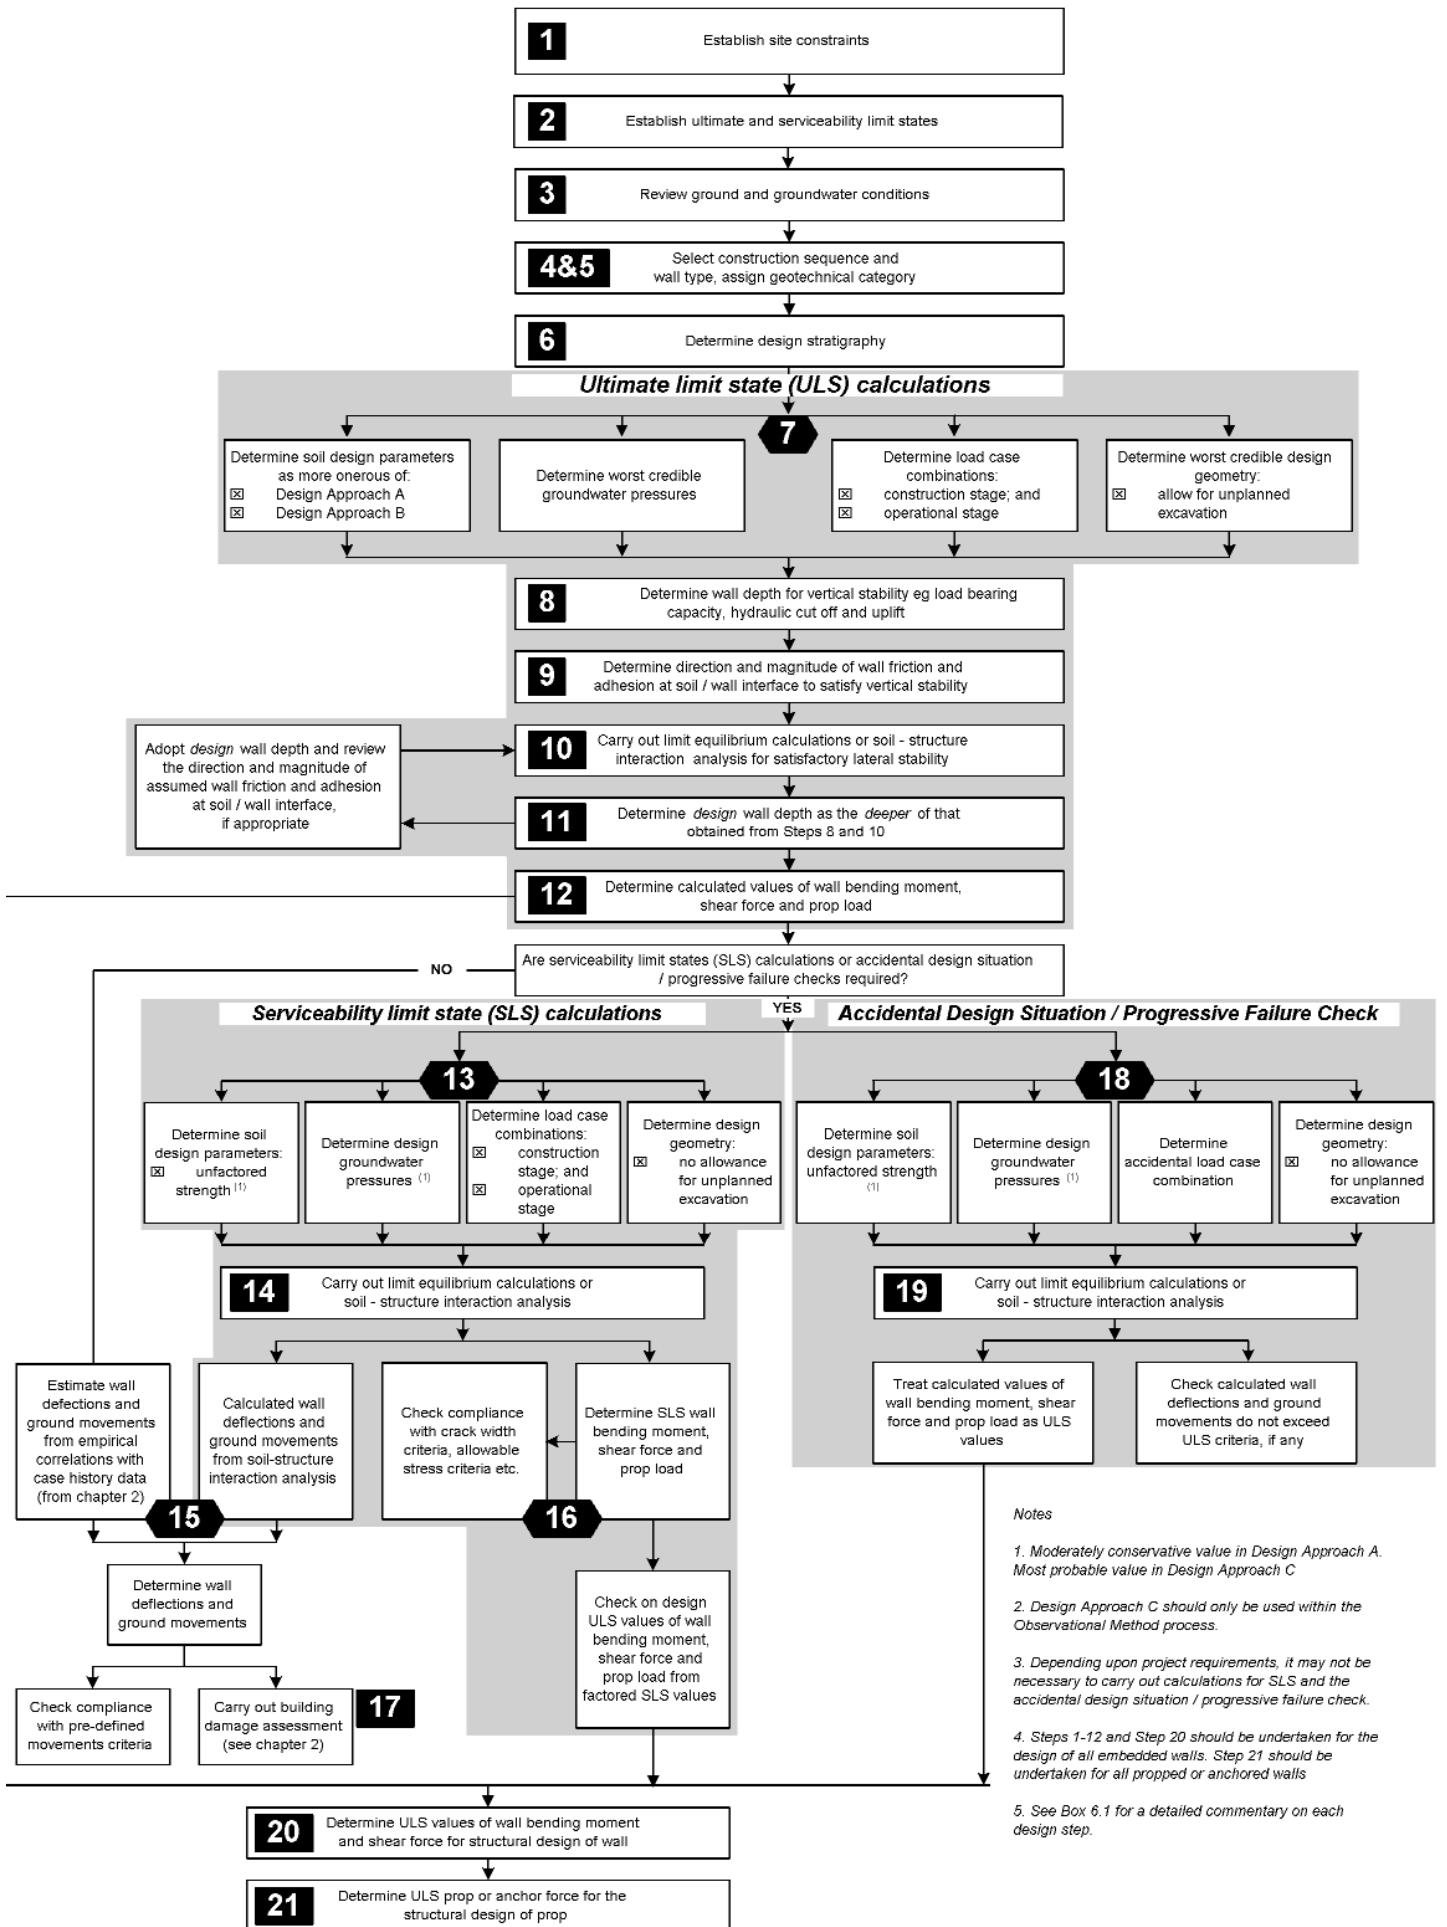 1
Establish site constraints
2
Establish ultimate and serviceability limit states
3
Review ground and groundwater conditions
4&5
Select construction sequence and
wall type, assign geotechnical category
6
Determine design stratigraphy
Ultimate limit state (ULS) calculations
7
Determine soil design parameters
as more onerous of:
☒ Design Approach A
☒ Design Approach B
Determine worst credible
groundwater pressures
Determine load case
combinations:
☒ construction stage; and
☒ operational stage
Determine worst credible design
geometry:
☒ allow for unplanned
excavation
8
Determine wall depth for vertical stability eg load bearing
capacity, hydraulic cut off and uplift
9
Determine direction and magnitude of wall friction and
adhesion at soil / wall interface to satisfy vertical stability
Adopt design wall depth and review
the direction and magnitude of
assumed wall friction and adhesion
at soil / wall interface,
if appropriate
10
Carry out limit equilibrium calculations or soil - structure
interaction analysis for satisfactory lateral stability
11
Determine design wall depth as the deeper of that
obtained from Steps 8 and 10
12
Determine calculated values of wall bending moment,
shear force and prop load
Are serviceability limit states (SLS) calculations or accidental design situation
/ progressive failure checks required?
NO
YES
Serviceability limit state (SLS) calculations
13
Determine soil
design parameters:
☒ unfactored
strength (1)
Determine design
groundwater
pressures (1)
Determine load case
combinations:
☒ construction
stage; and
☒ operational
stage
Determine design
geometry:
☒ no allowance
for unplanned
excavation
14
Carry out limit equilibrium calculations or
soil - structure interaction analysis
Accidental Design Situation / Progressive Failure Check
18
Determine soil
design parameters:
unfactored strength
(1)
Determine design
groundwater
pressures (1)
Determine
accidental load case
combination
Determine design
geometry:
☒ no allowance
for unplanned
excavation
19
Carry out limit equilibrium calculations or
soil - structure interaction analysis
Estimate wall
defections and
ground movements
from empirical
correlations with
case history data
(from chapter 2)
Calculated wall
deflections and
ground movements
from soil-structure
interaction analysis
15
Check compliance
with crack width
criteria, allowable
stress criteria etc.
Determine SLS wall
bending moment,
shear force and
prop load
16
Treat calculated values of
wall bending moment, shear
force and prop load as ULS
values
Check calculated wall
deflections and ground
movements do not exceed
ULS criteria, if any
Determine wall
deflections and
ground movements
Check compliance
with pre-defined
movements criteria
Carry out building
damage assessment
(see chapter 2)
17
Check on design
ULS values of wall
bending moment,
shear force and
prop load from
factored SLS values
Notes
1. Moderately conservative value in Design Approach A.
Most probable value in Design Approach C
2. Design Approach C should only be used within the
Observational Method process.
3. Depending upon project requirements, it may not be
necessary to carry out calculations for SLS and the
accidental design situation / progressive failure check.
4. Steps 1-12 and Step 20 should be undertaken for the
design of all embedded walls. Step 21 should be
undertaken for all propped or anchored walls
5. See Box 6.1 for a detailed commentary on each
design step.
20
Determine ULS values of wall bending moment
and shear force for structural design of wall
21
Determine ULS prop or anchor force for the
structural design of prop